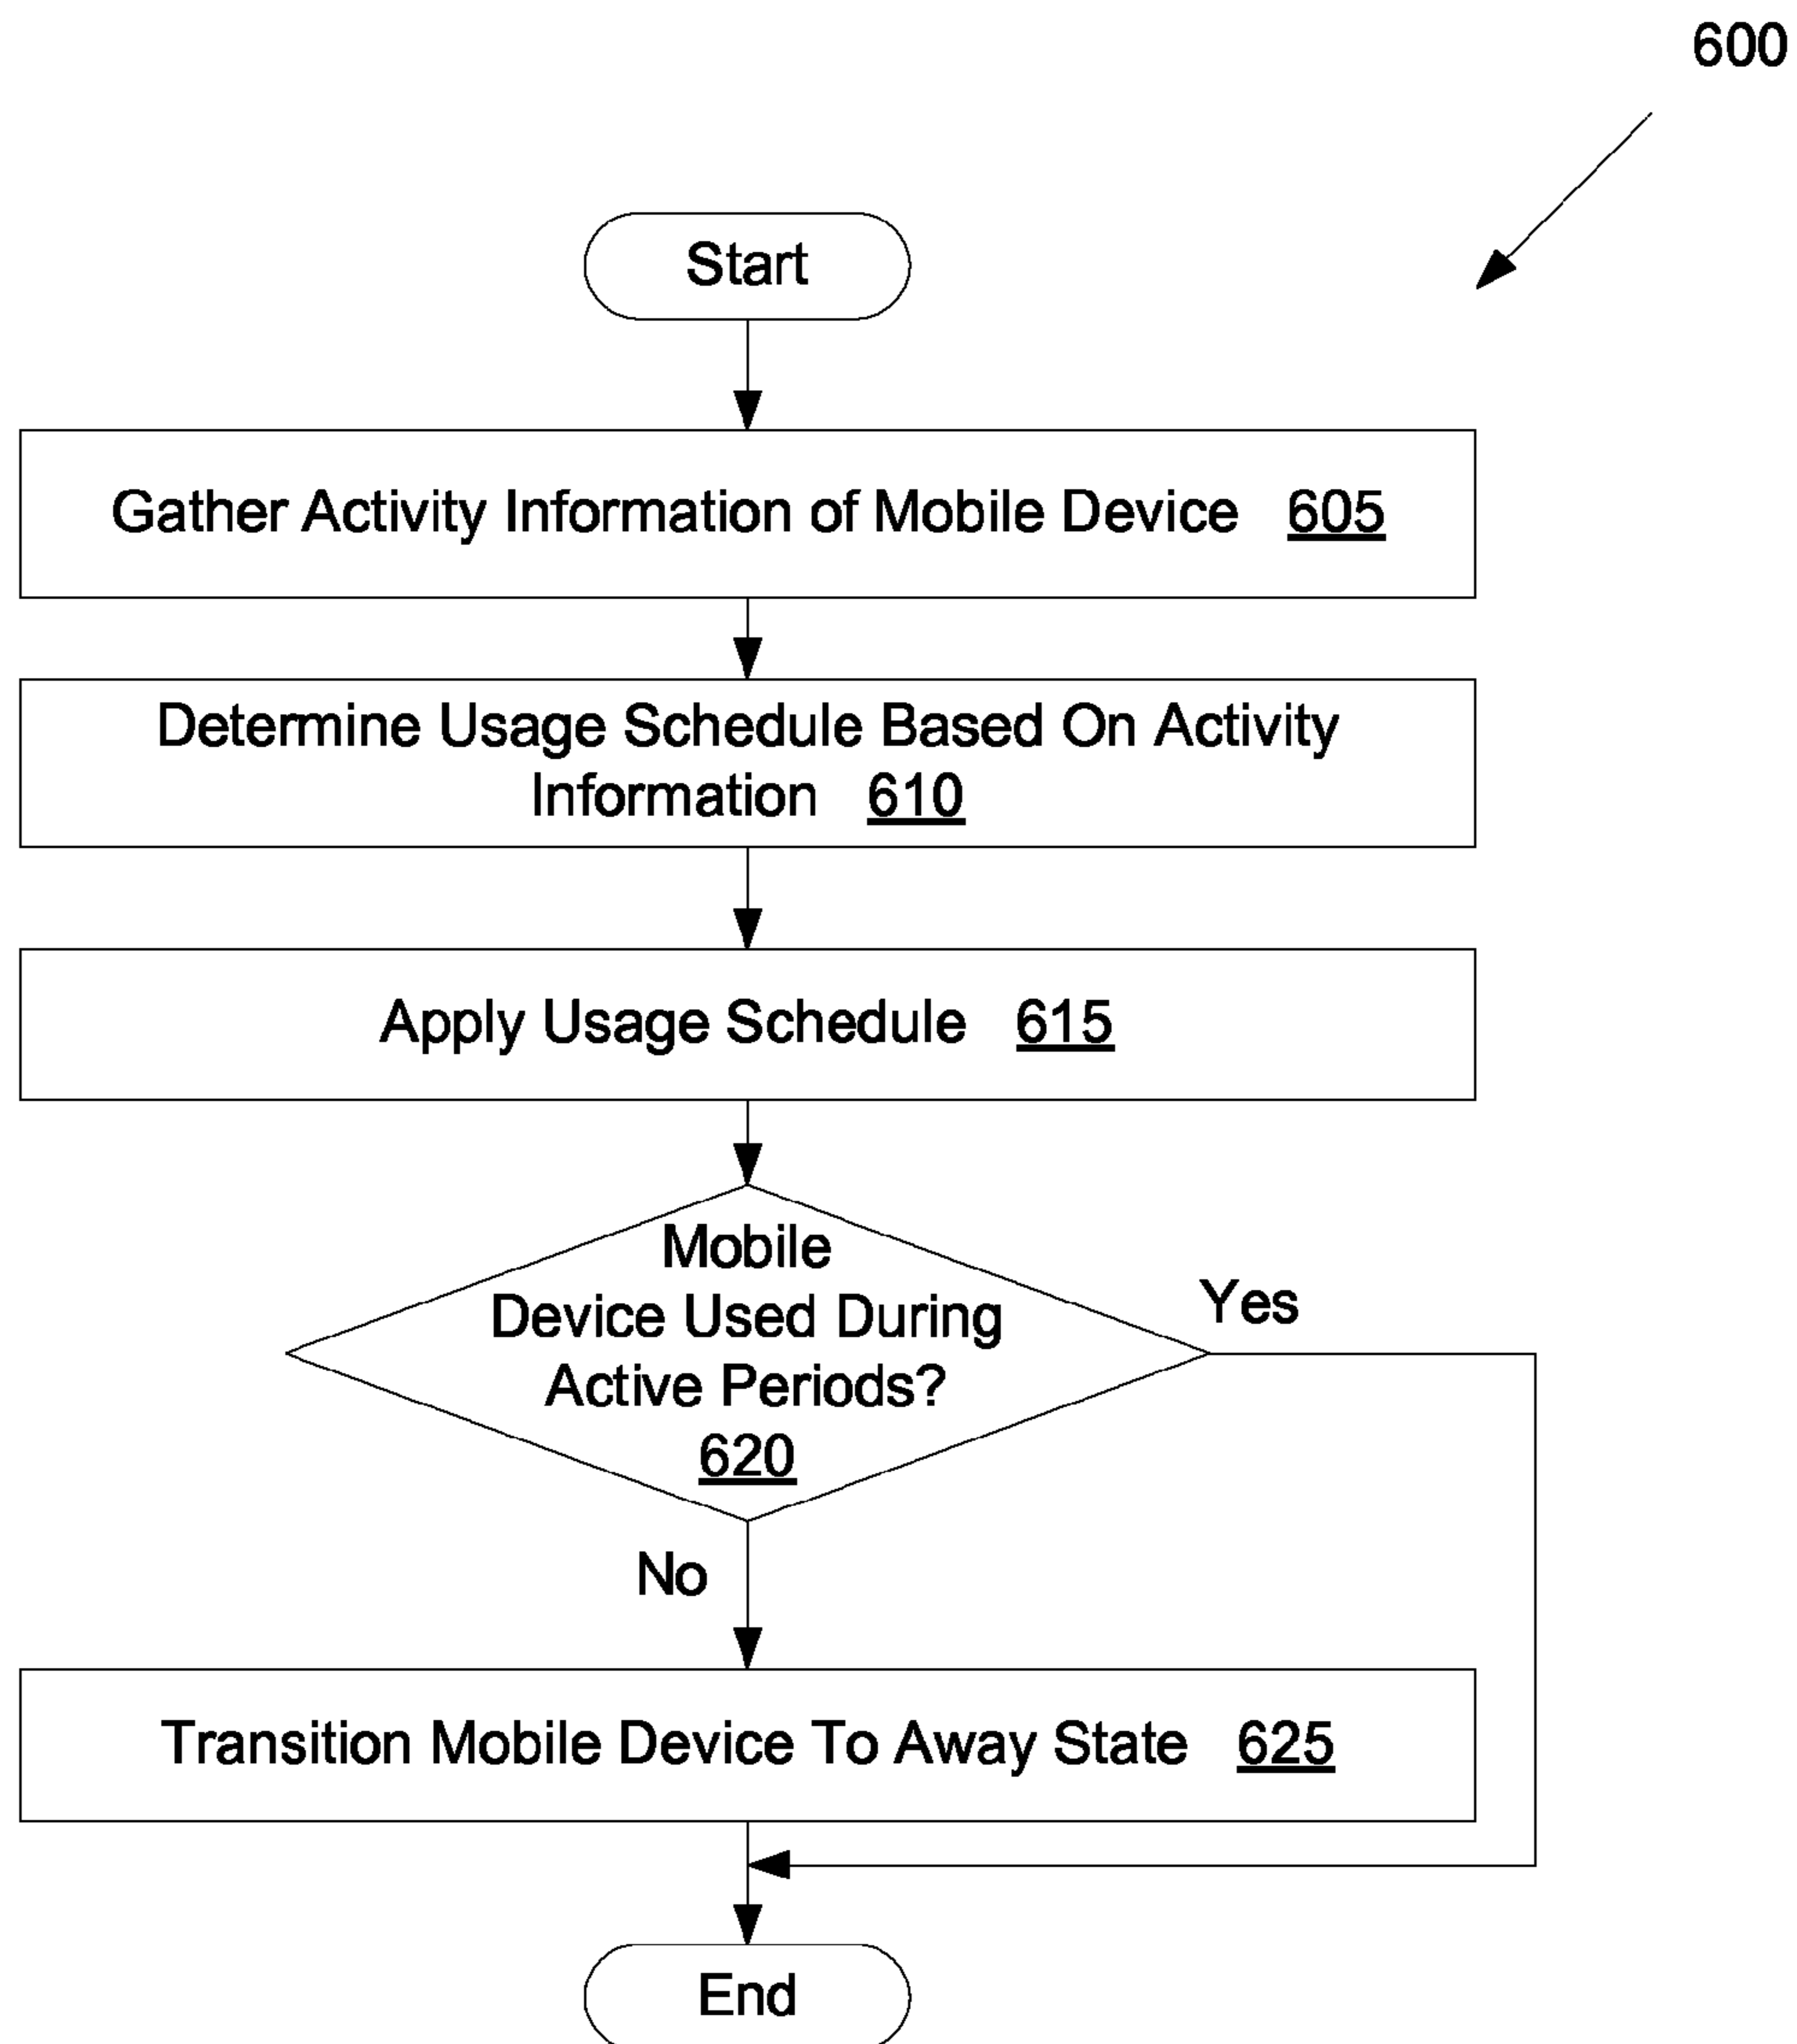 600
Start
Gather Activity Information of Mobile Device 605
Determine Usage Schedule Based On Activity
Information 610
Apply Usage Schedule 615
Mobile
Device Used During
Active Periods?
620
Yes
No
Transition Mobile Device To Away State 625
End